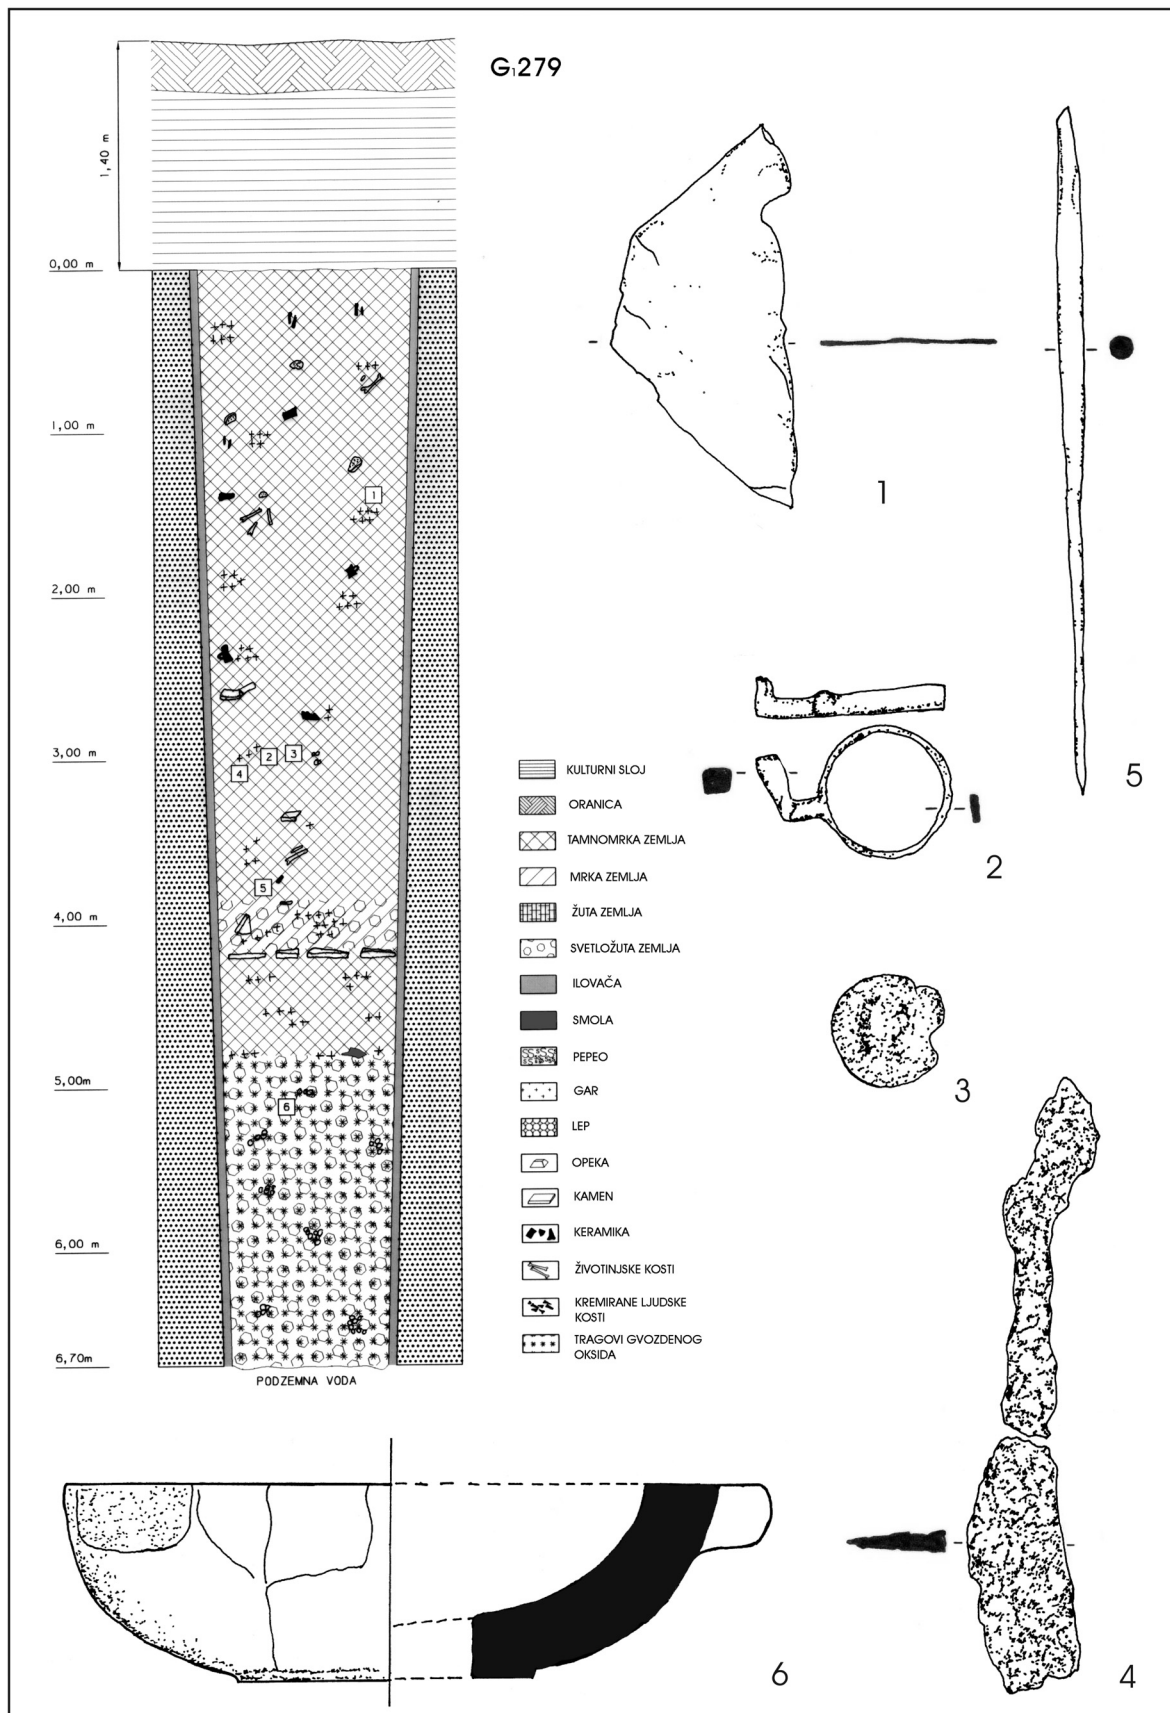 G₁279
1,40 m
0,00 m
1,00 m
2,00 m
3,00 m
4,00 m
5,00m
6,00 m
6,70m
1
2
3
4
5
6
PODZEMNA VODA
KULTURNI SLOJ
ORANICA
TAMNOMRKA ZEMLJA
MRKA ZEMLJA
ŽUTA ZEMLJA
SVETLOŽUTA ZEMLJA
ILOVAČA
SMOLA
PEPEO
GAR
LEP
OPEKA
KAMEN
KERAMIKA
ŽIVOTINJSKE KOSTI
KREMIRANE LJUDSKE
KOSTI
TRAGOVI GVOZDENOG
OKSIDA
1
5
2
3
4
6